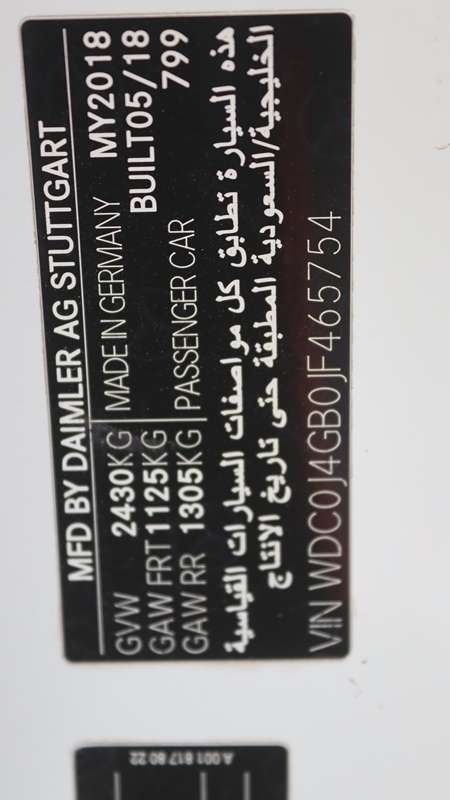 MFD BY DAIMLER AG STUTTGART
GVW 2430KG MADE IN GERMANY MY2018
GAW FRT 1125KG BUILT05/18
GAW RR 1305KG PASSENGER CAR 799
هذه السيارة تطابق كل مواصفات السيارات القياسية
الخليجية/السعودية المطبقة حتى تاريخ الانتاج
VIN WDC0J4GB0JF465754
A 001 817 80 22